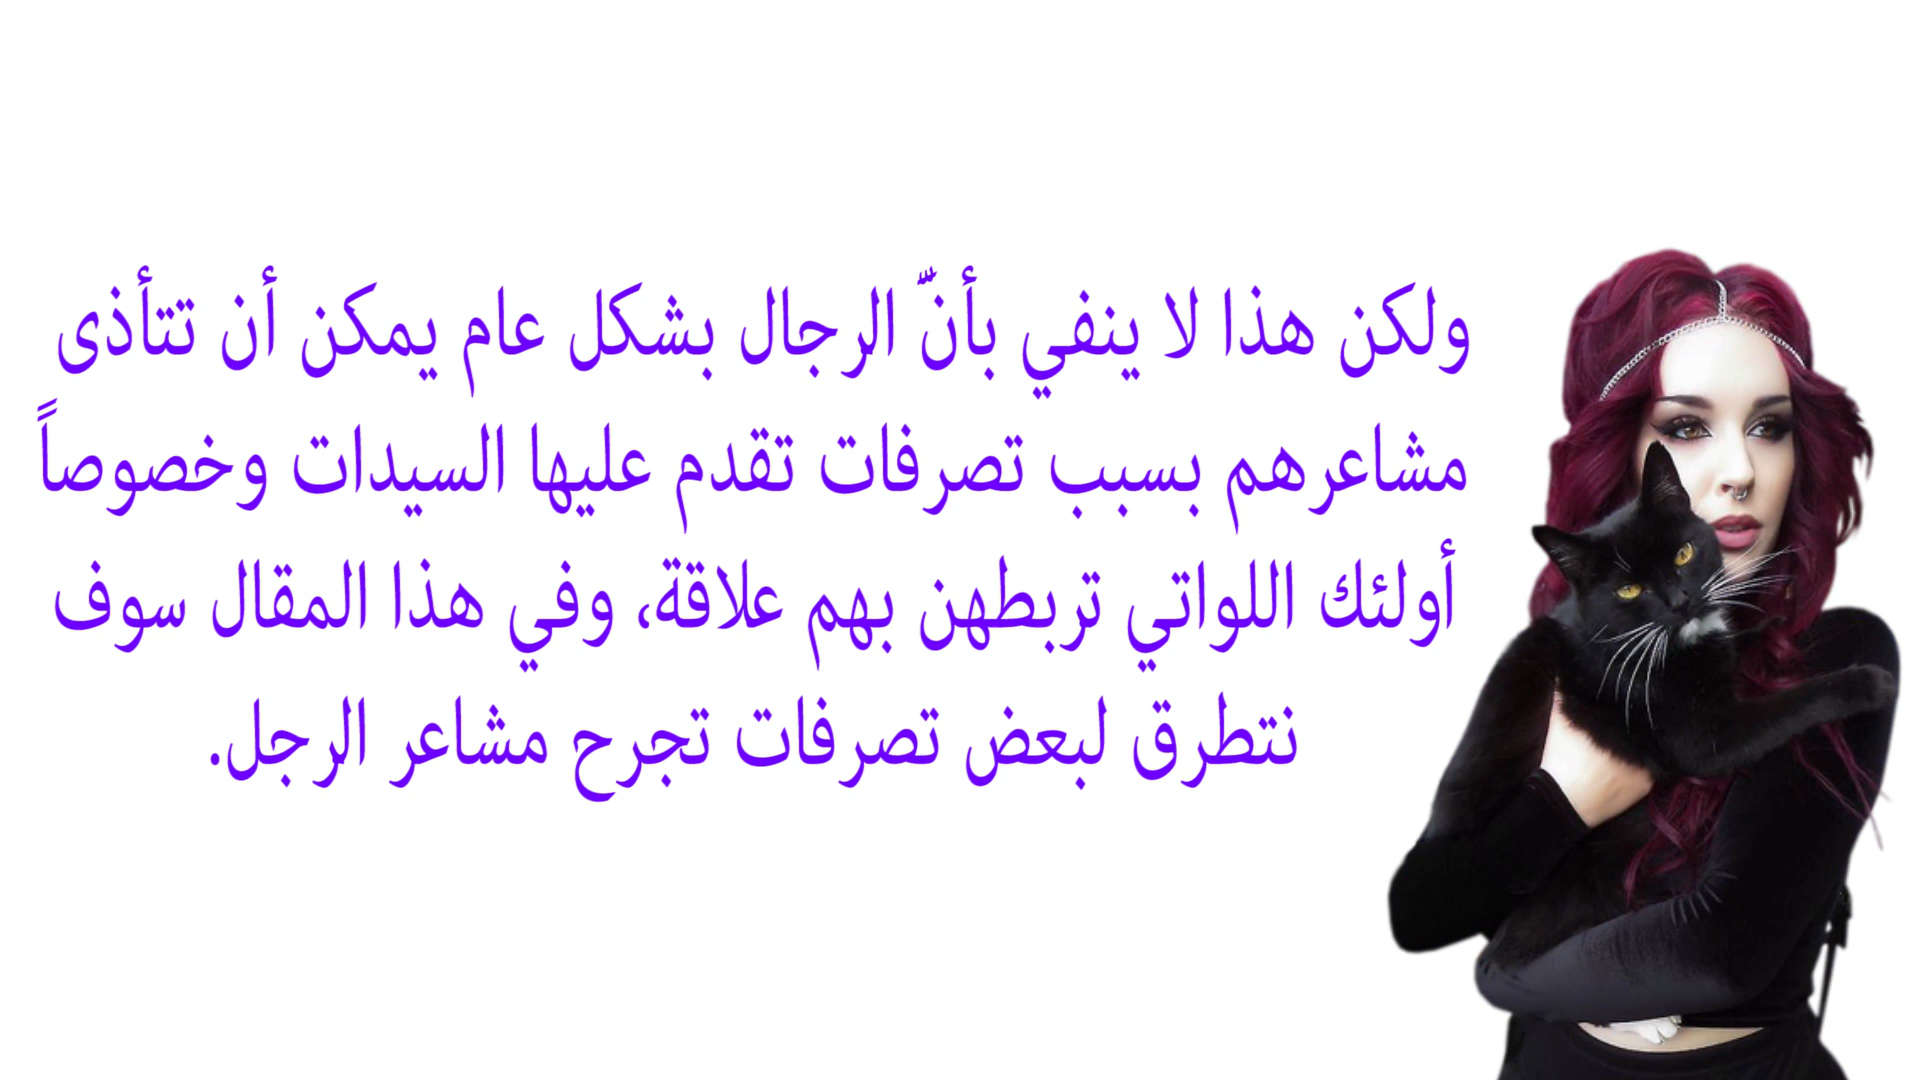 ولكن هذا لا ينفي بأنّ الرجال بشكل عام يمكن أن تتأذى
مشاعرهم بسبب تصرفات تقدم عليها السيدات وخصوصاً
أولئك اللواتي تربطهن بهم علاقة، وفي هذا المقال سوف
نتطرق لبعض تصرفات تجرح مشاعر الرجل.